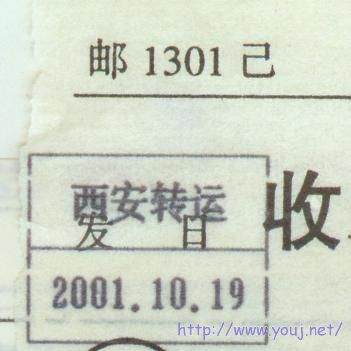 邮 1301 己
西安转运
发 日
收
2001.10.19
http://www.youj.net/